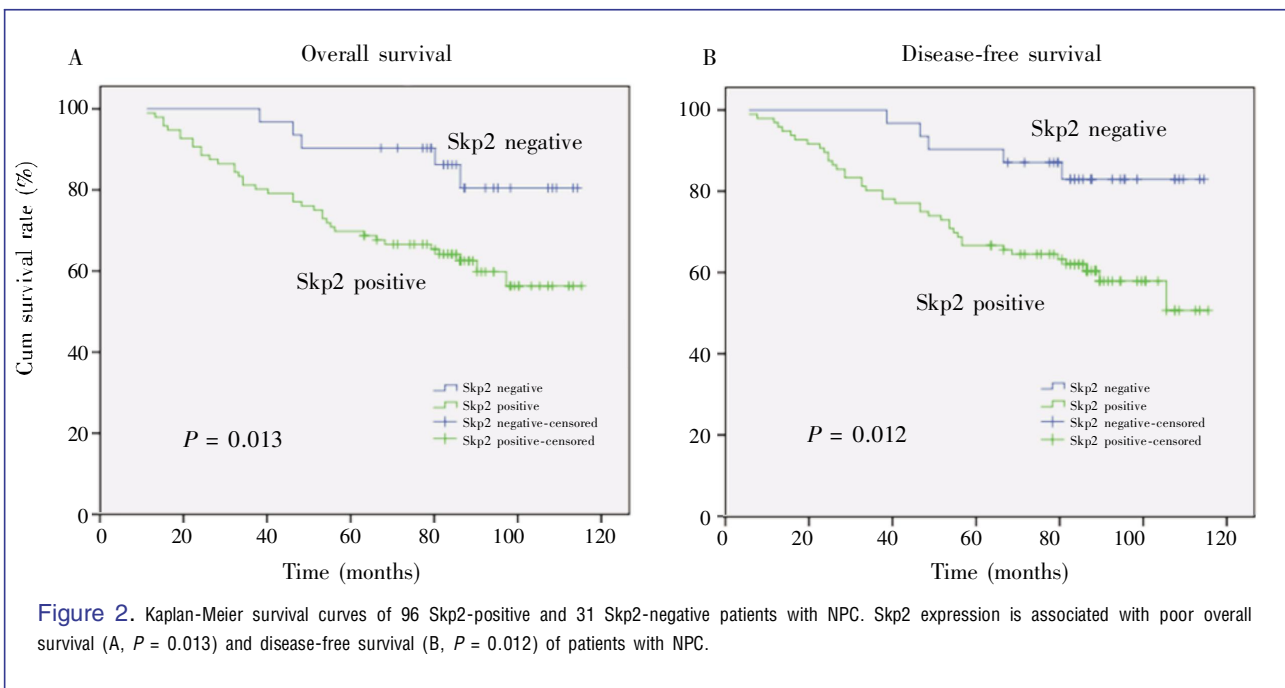 A
Overall survival
Cum survival rate (%)
100
80
60
40
20
0
Skp2 negative
Skp2 positive
Skp2 negative
Skp2 positive
Skp2 negative-censored
Skp2 positive-censored
P = 0.013
0 20 40 60 80 100 120
Time (months)
B
Disease-free survival
100
80
60
40
20
0
Skp2 negative
Skp2 positive
Skp2 negative
Skp2 positive
Skp2 negative-censored
Skp2 positive-censored
P = 0.012
0 20 40 60 80 100 120
Time (months)
Figure 2. Kaplan-Meier survival curves of 96 Skp2-positive and 31 Skp2-negative patients with NPC. Skp2 expression is associated with poor overall
survival (A, P = 0.013) and disease-free survival (B, P = 0.012) of patients with NPC.